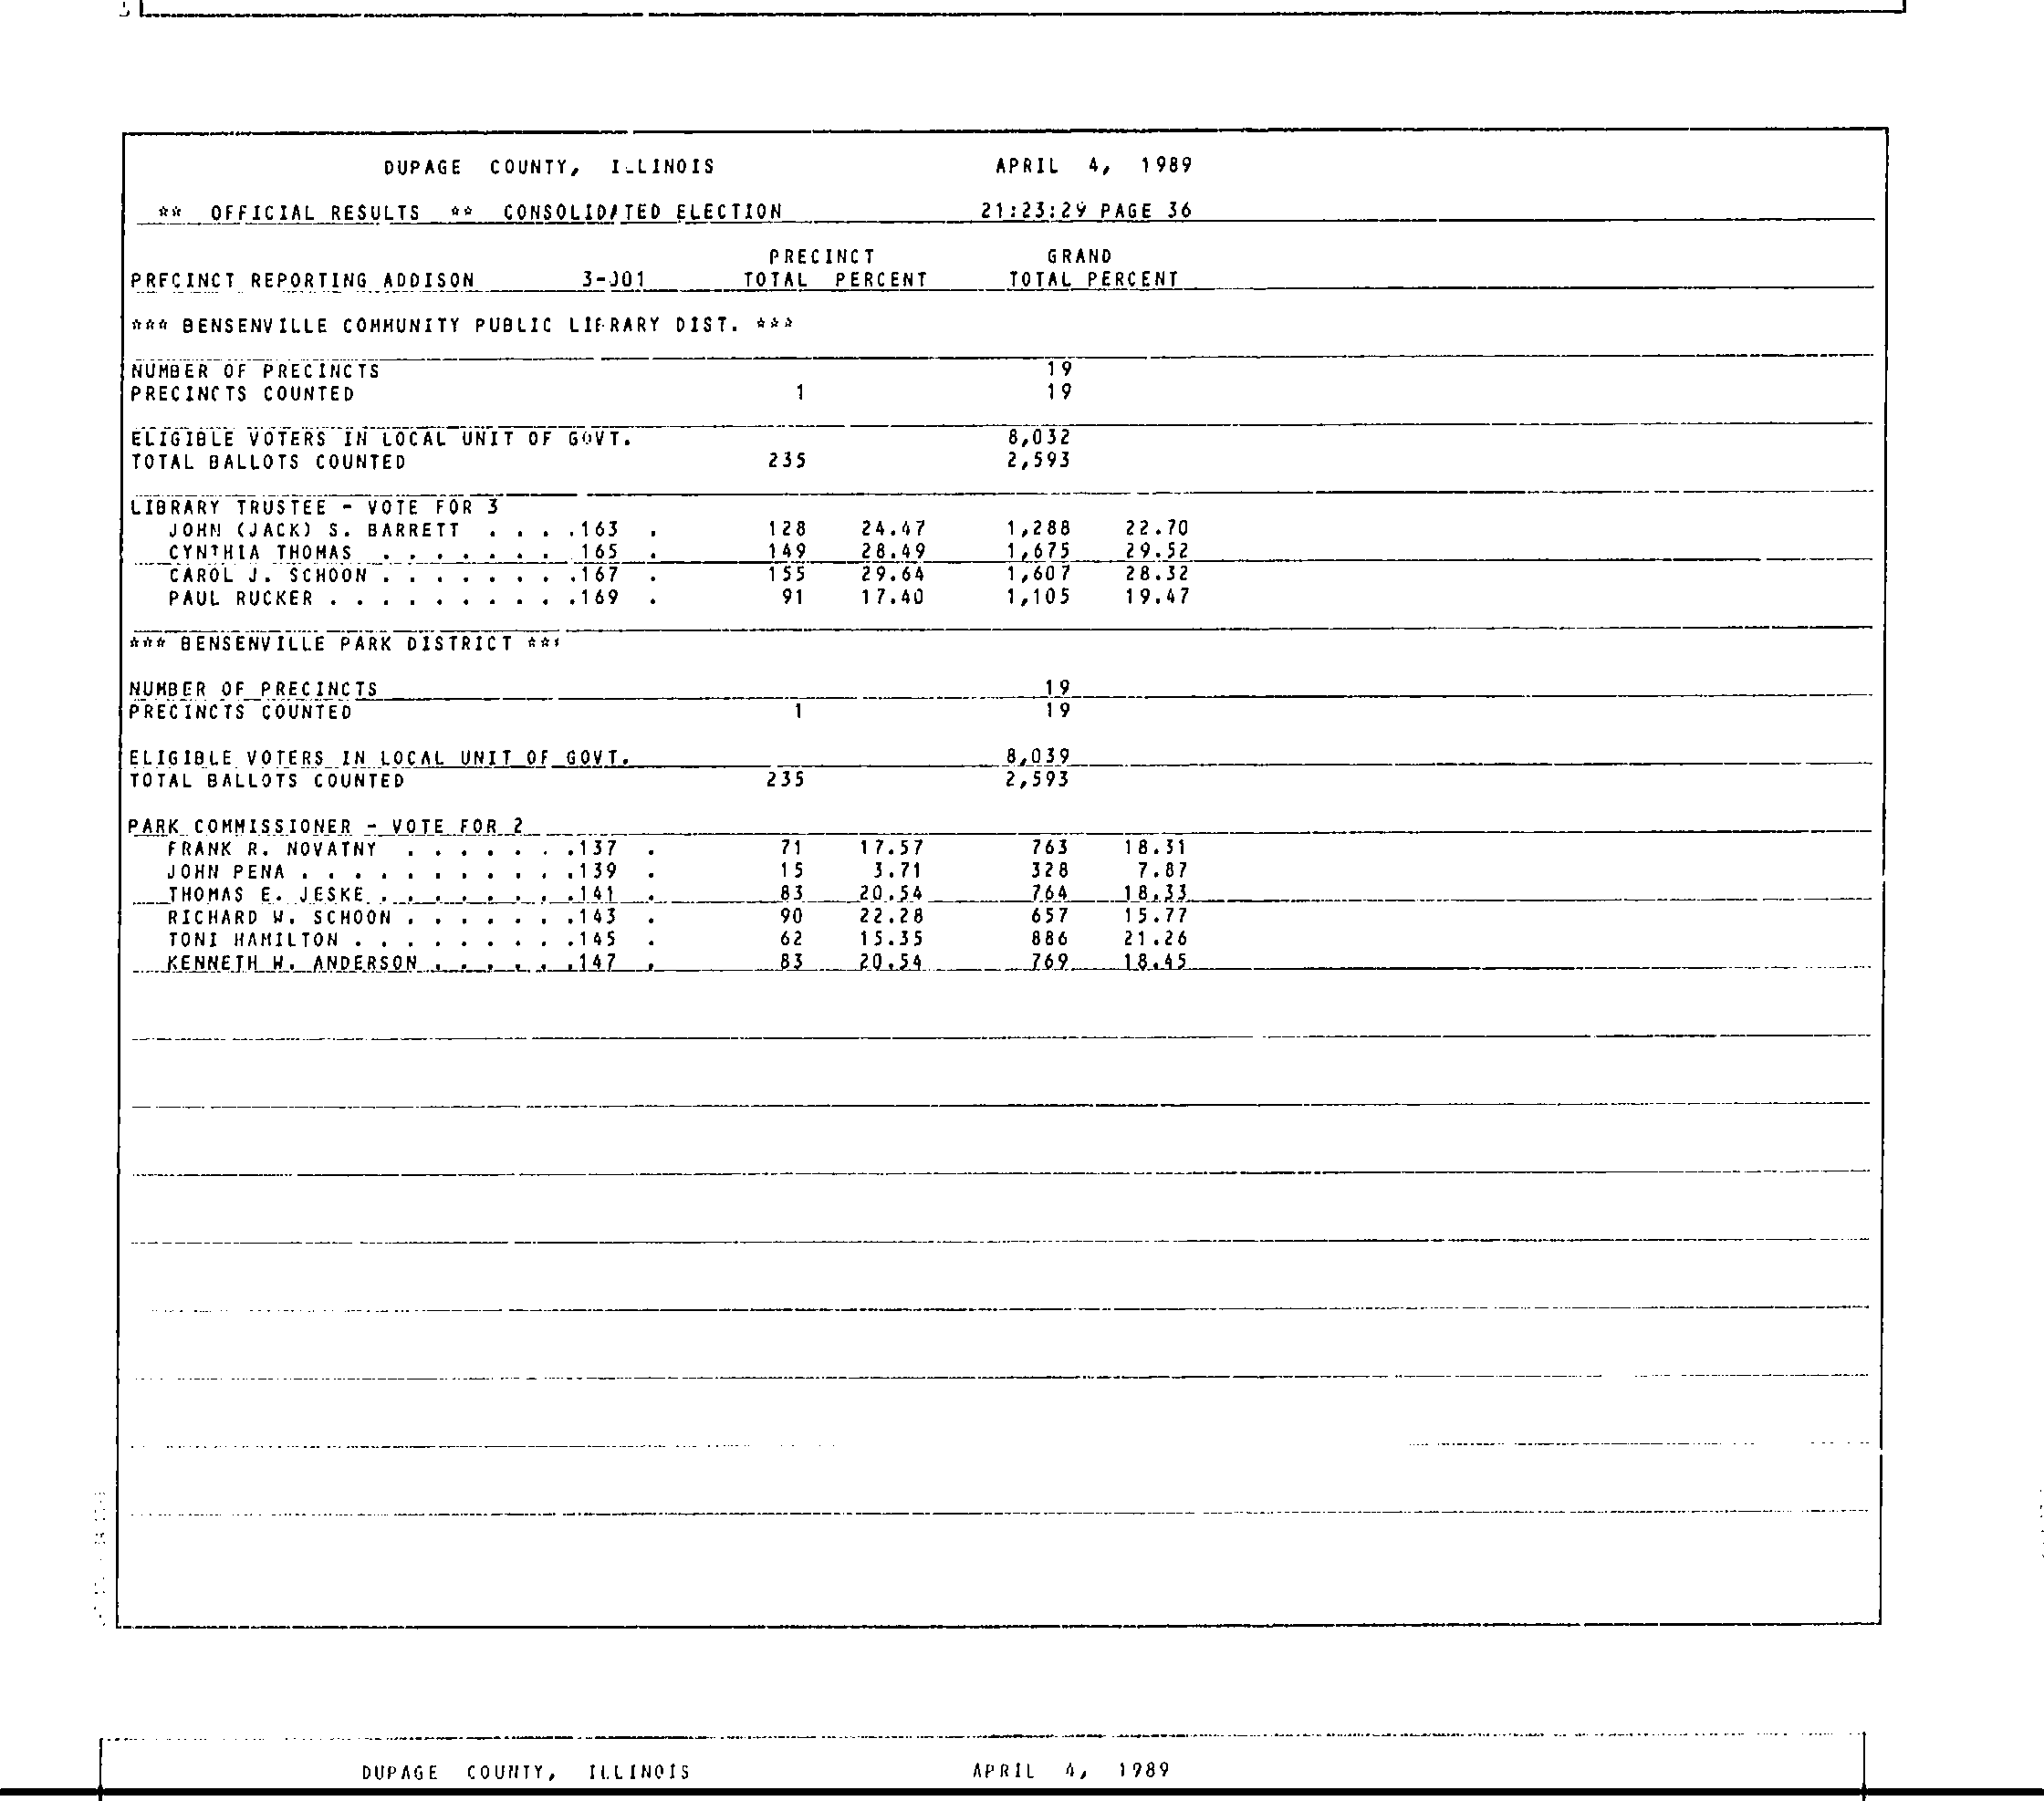 DUPAGE COUNTY, ILLINOIS APRIL 4, 1989
** OFFICIAL RESULTS ** CONSOLIDATED ELECTION 21:23:29 PAGE 36
PRECINCT GRAND
PRECINCT REPORTING ADDISON 3-001 TOTAL PERCENT TOTAL PERCENT
*** BENSENVILLE COMMUNITY PUBLIC LIBRARY DIST. ***
NUMBER OF PRECINCTS 19
PRECINCTS COUNTED 1 19
ELIGIBLE VOTERS IN LOCAL UNIT OF GOVT. 8,032
TOTAL BALLOTS COUNTED 235 2,593
LIBRARY TRUSTEE - VOTE FOR 3
JOHN (JACK) S. BARRETT . . . .163 . 128 24.47 1,288 22.70
CYNTHIA THOMAS . . . . . . . 165 . 149 28.49 1,675 29.52
CAROL J. SCHOON . . . . . . . .167 . 155 29.64 1,607 28.32
PAUL RUCKER . . . . . . . . . .169 . 91 17.40 1,105 19.47
*** BENSENVILLE PARK DISTRICT ***
NUMBER OF PRECINCTS 19
PRECINCTS COUNTED 1 19
ELIGIBLE VOTERS IN LOCAL UNIT OF GOVT. 8,039
TOTAL BALLOTS COUNTED 235 2,593
PARK COMMISSIONER - VOTE FOR 2
FRANK R. NOVATNY . . . . . . .137 . 71 17.57 763 18.31
JOHN PENA . . . . . . . . . . .139 . 15 3.71 328 7.87
THOMAS E. JESKE . . . . . . . .141 . 83 20.54 764 18.33
RICHARD W. SCHOON . . . . . . .143 . 90 22.28 657 15.77
TONI HAMILTON . . . . . . . . .145 . 62 15.35 886 21.26
KENNETH W. ANDERSON . . . . . .147 . 83 20.54 769 18.45
DUPAGE COUNTY, ILLINOIS APRIL 4, 1989